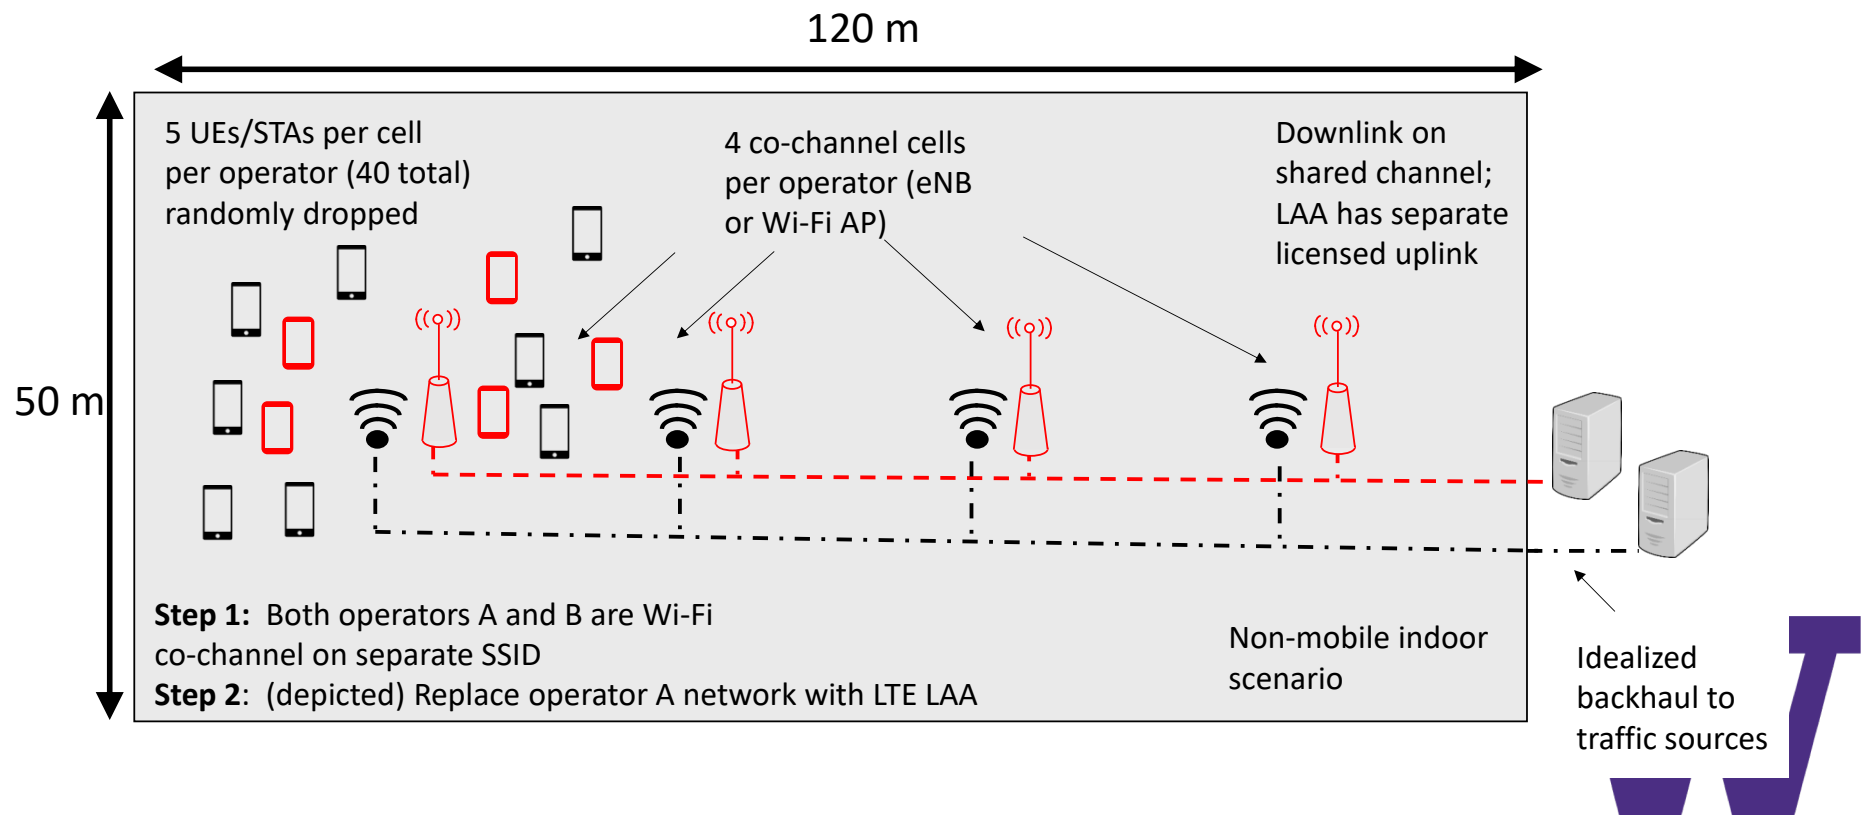 120 m
50 m
5 UEs/STAs per cell
per operator (40 total)
randomly dropped
4 co-channel cells
per operator (eNB
or Wi-Fi AP)
Downlink on
shared channel;
LAA has separate
licensed uplink
Step 1:  Both operators A and B are Wi-Fi
co-channel on separate SSID
Step 2:  (depicted) Replace operator A network with LTE LAA
Non-mobile indoor
scenario
Idealized
backhaul to
traffic sources